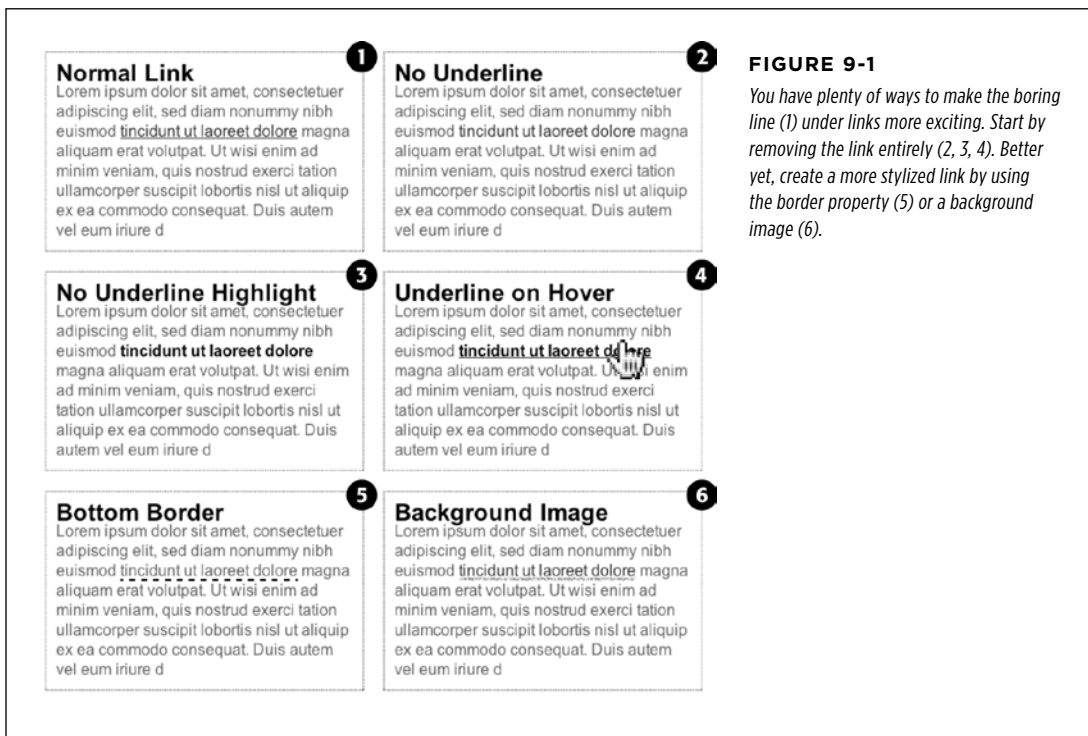 1
Normal Link
Lorem ipsum dolor sit amet, consectetuer
adipiscing elit, sed diam nonummy nibh
euismod tincidunt ut laoreet dolore magna
aliquam erat volutpat. Ut wisi enim ad
minim veniam, quis nostrud exerci tation
ullamcorper suscipit lobortis nisl ut aliquip
ex ea commodo consequat. Duis autem
vel eum iriure d
2
No Underline
Lorem ipsum dolor sit amet, consectetuer
adipiscing elit, sed diam nonummy nibh
euismod tincidunt ut laoreet dolore magna
aliquam erat volutpat. Ut wisi enim ad
minim veniam, quis nostrud exerci tation
ullamcorper suscipit lobortis nisl ut aliquip
ex ea commodo consequat. Duis autem
vel eum iriure d
3
No Underline Highlight
Lorem ipsum dolor sit amet, consectetuer
adipiscing elit, sed diam nonummy nibh
euismod tincidunt ut laoreet dolore
magna aliquam erat volutpat. Ut wisi enim
ad minim veniam, quis nostrud exerci
tation ullamcorper suscipit lobortis nisl ut
aliquip ex ea commodo consequat. Duis
autem vel eum iriure d
4
Underline on Hover
Lorem ipsum dolor sit amet, consectetuer
adipiscing elit, sed diam nonummy nibh
euismod tincidunt ut laoreet dolore
magna aliquam erat volutpat. Ut enim
ad minim veniam, quis nostrud exerci
tation ullamcorper suscipit lobortis nisl ut
aliquip ex ea commodo consequat. Duis
autem vel eum iriure d
5
Bottom Border
Lorem ipsum dolor sit amet, consectetuer
adipiscing elit, sed diam nonummy nibh
euismod tincidunt ut laoreet dolore magna
aliquam erat volutpat. Ut wisi enim ad
minim veniam, quis nostrud exerci tation
ullamcorper suscipit lobortis nisl ut aliquip
ex ea commodo consequat. Duis autem
vel eum iriure d
6
Background Image
Lorem ipsum dolor sit amet, consectetuer
adipiscing elit, sed diam nonummy nibh
euismod tincidunt ut laoreet dolore magna
aliquam erat volutpat. Ut wisi enim ad
minim veniam, quis nostrud exerci tation
ullamcorper suscipit lobortis nisl ut aliquip
ex ea commodo consequat. Duis autem
vel eum iriure d
FIGURE 9-1
You have plenty of ways to make the boring
line (1) under links more exciting. Start by
removing the link entirely (2, 3, 4). Better
yet, create a more stylized link by using
the border property (5) or a background
image (6).